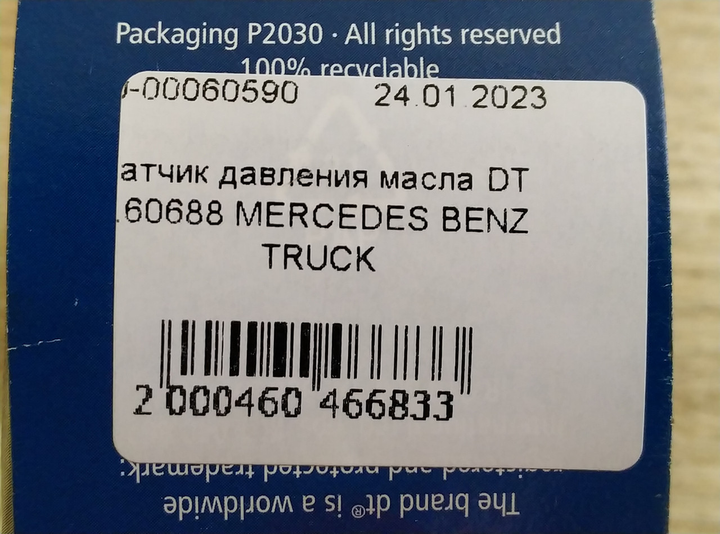 Packaging P2030 · All rights reserved
100% recyclable
-00060590 24.01.2023
атчик давления масла DT
.60688 MERCEDES BENZ
TRUCK
2 000460 466833
registered and protected trademark:
The brand dt® is a worldwide